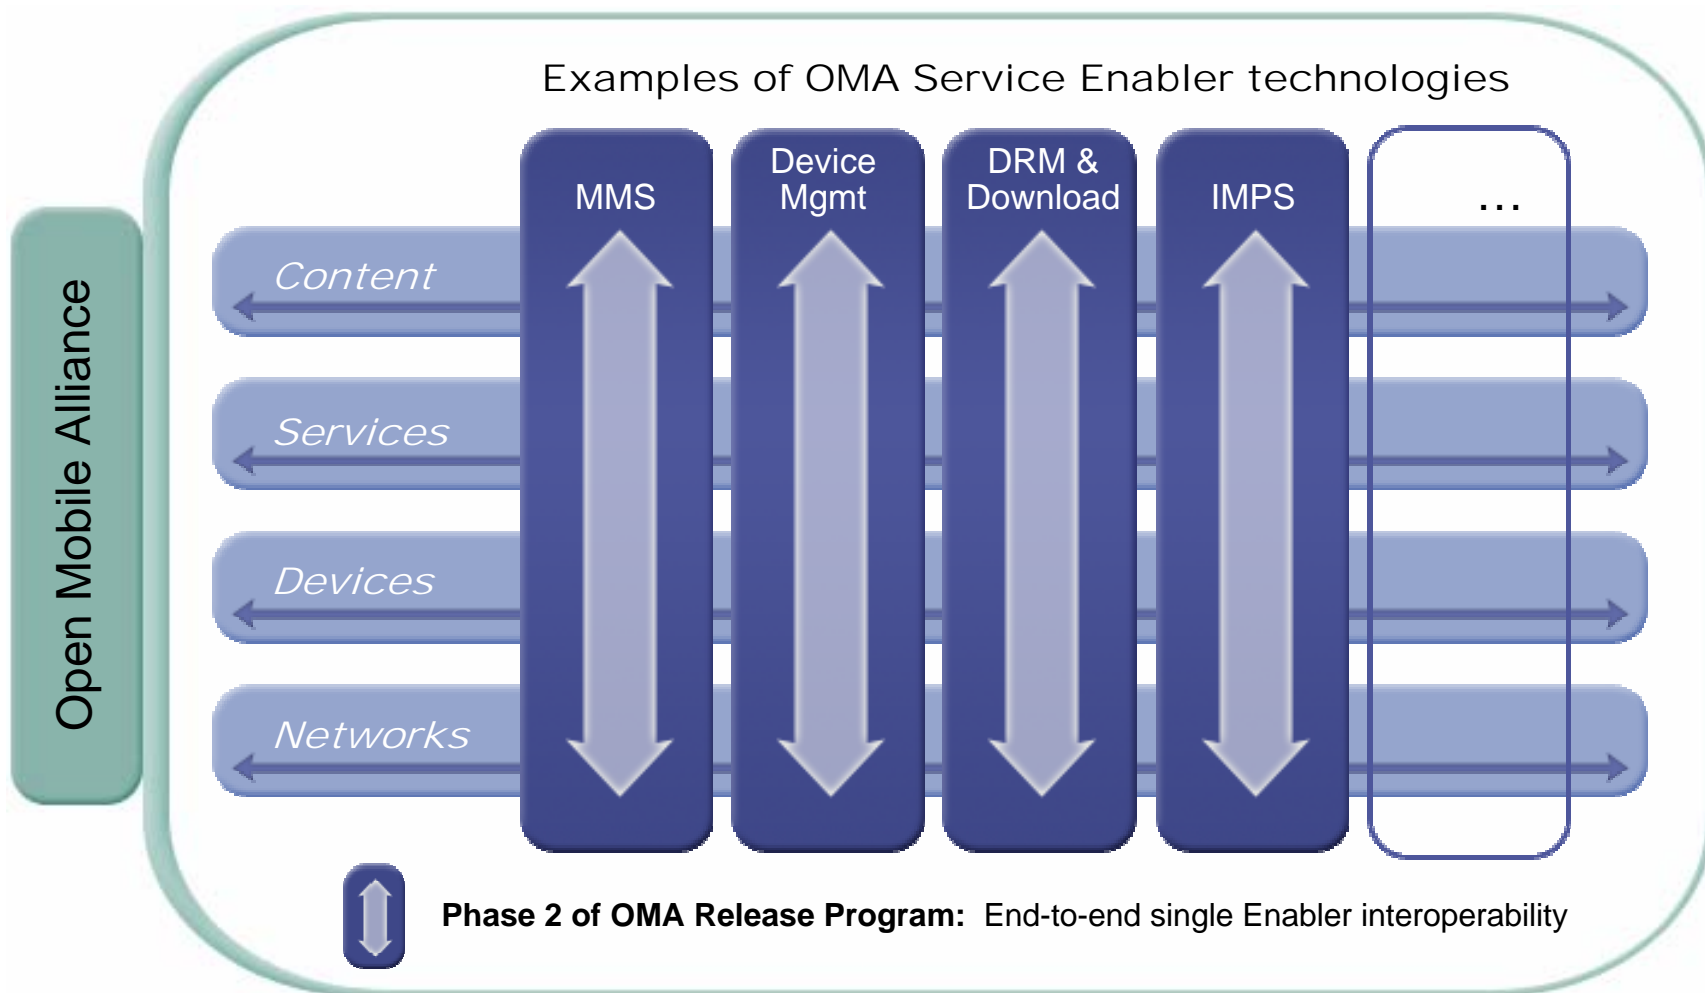 Examples of OMA Service Enabler technologies
MMS
Device
Mgmt
DRM &
Download
IMPS
...
Open Mobile Alliance
Content
Services
Devices
Networks
Phase 2 of OMA Release Program: End-to-end single Enabler interoperability